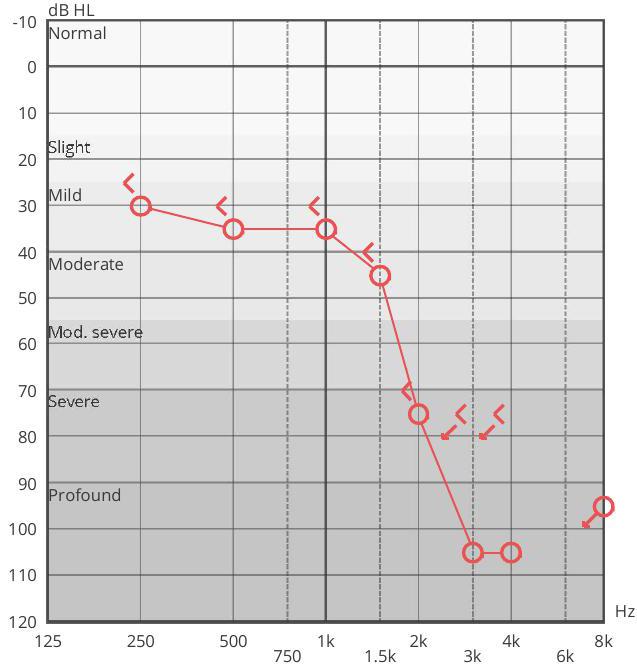 dB HL
-10
Normal
0
10
Slight
20
Mild
30
40
Moderate
50
Mod. severe
60
70
Severe
80
90
Profound
100
110
120
Hz
125 250 500 1k 2k 4k 8k
750 1.5k 3k 6k